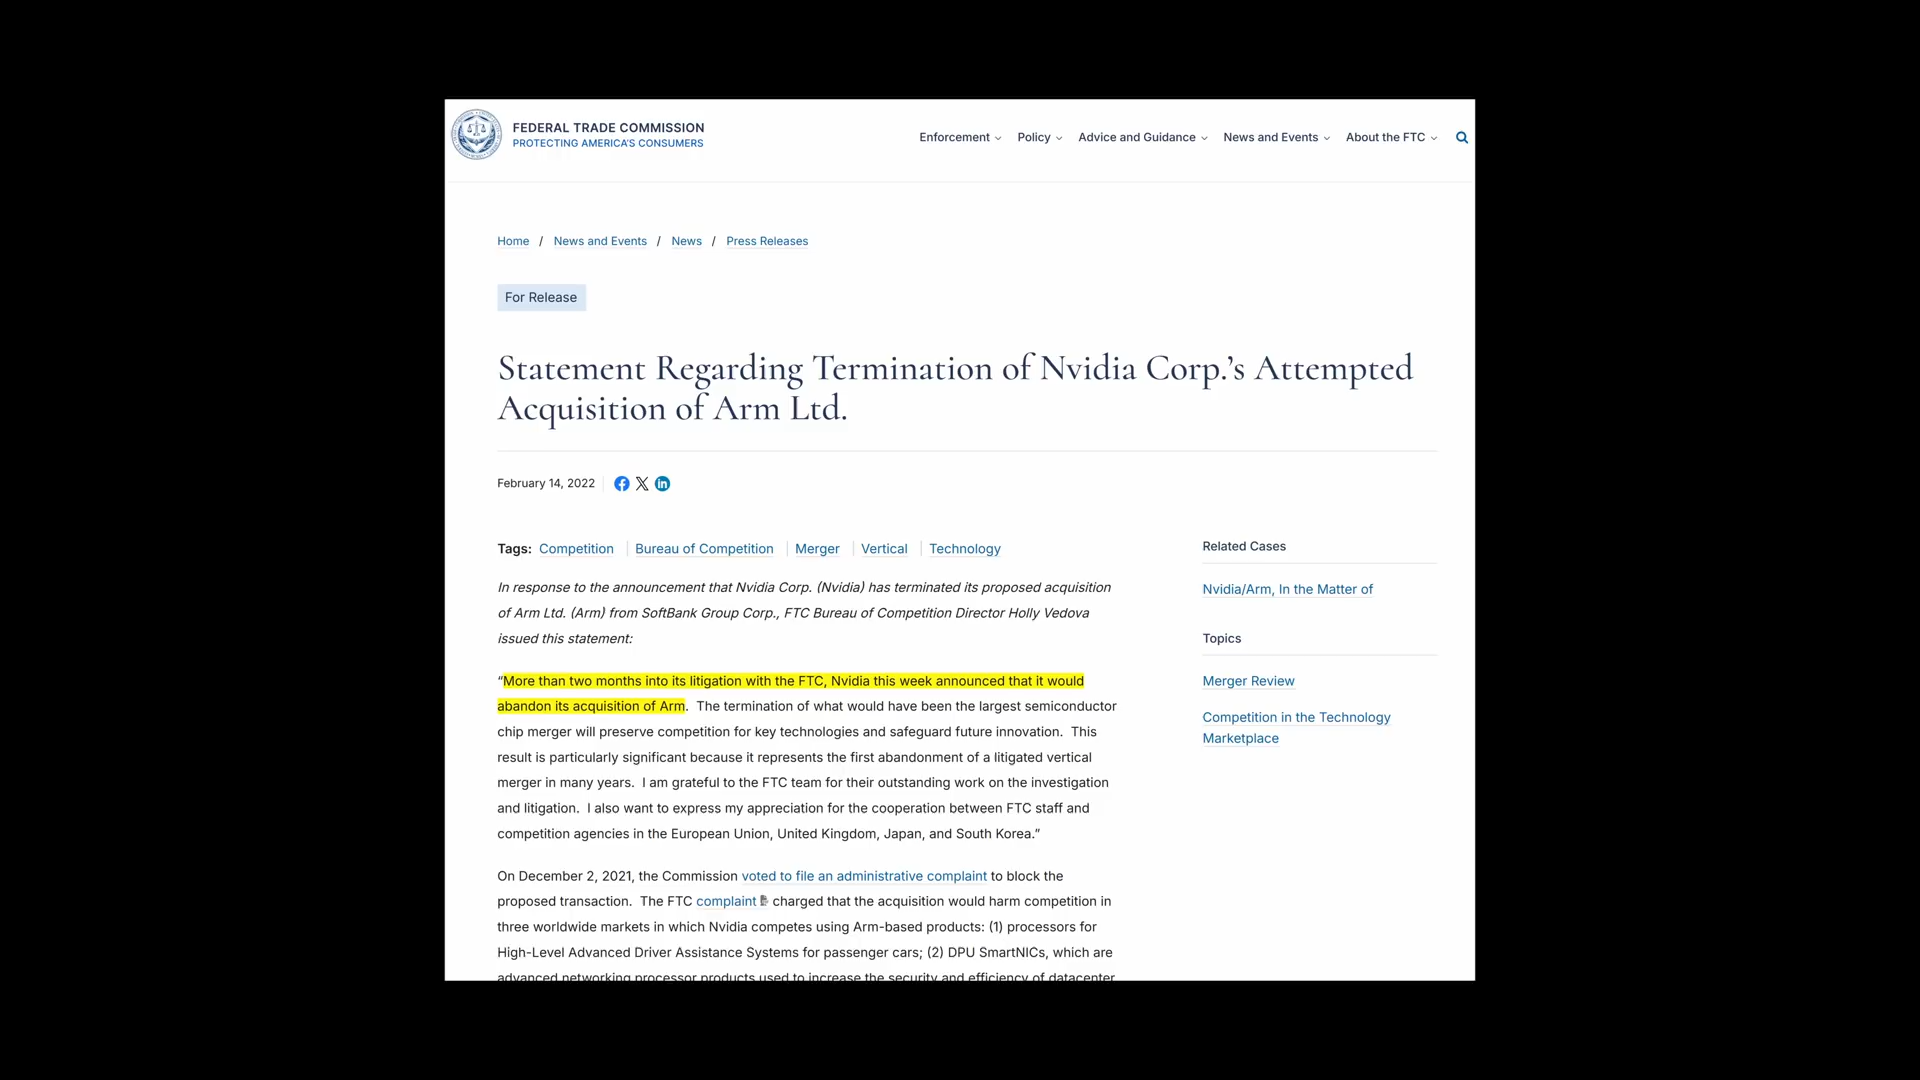 FEDERAL TRADE COMMISSION
PROTECTING AMERICA'S CONSUMERS
Enforcement Policy Advice and Guidance News and Events About the FTC
Home / News and Events / News / Press Releases
For Release
Statement Regarding Termination of Nvidia Corp.’s Attempted
Acquisition of Arm Ltd.
February 14, 2022
Tags: Competition Bureau of Competition Merger Vertical Technology
In response to the announcement that Nvidia Corp. (Nvidia) has terminated its proposed acquisition
of Arm Ltd. (Arm) from SoftBank Group Corp., FTC Bureau of Competition Director Holly Vedova
issued this statement:
“More than two months into its litigation with the FTC, Nvidia this week announced that it would
abandon its acquisition of Arm. The termination of what would have been the largest semiconductor
chip merger will preserve competition for key technologies and safeguard future innovation. This
result is particularly significant because it represents the first abandonment of a litigated vertical
merger in many years. I am grateful to the FTC team for their outstanding work on the investigation
and litigation. I also want to express my appreciation for the cooperation between FTC staff and
competition agencies in the European Union, United Kingdom, Japan, and South Korea.”
On December 2, 2021, the Commission voted to file an administrative complaint to block the
proposed transaction. The FTC complaint charged that the acquisition would harm competition in
three worldwide markets in which Nvidia competes using Arm-based products: (1) processors for
High-Level Advanced Driver Assistance Systems for passenger cars; (2) DPU SmartNICs, which are
advanced networking processor products used to increase the security and efficiency of datacenter
Related Cases
Nvidia/Arm, In the Matter of
Topics
Merger Review
Competition in the Technology
Marketplace